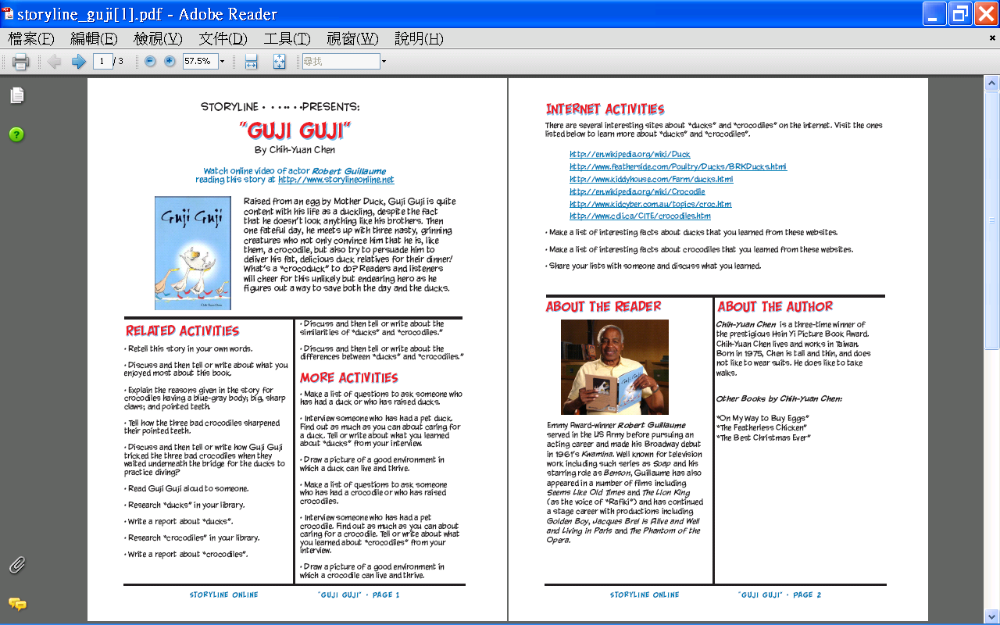 storyline_guji[1].pdf - Adobe Reader
檔案(F) 編輯(E) 檢視(V) 文件(D) 工具(T) 視窗(W) 說明(H)
1 / 3 57.5% 尋找
STORYLINE • • • •• • •PRESENTS:
"GUJI GUJI"
By Chih-Yuan Chen
Watch online video of actor Robert Guillaume
reading this story at http://www.storylineonline.net
Guji Guji
Chih-Yuan Chen
Raised from an egg by Mother Duck, Guji Guji is quite
content with his life as a duckling, despite the fact
that he doesn't look anything like his brothers. Then
one fateful day, he meets up with three nasty, grinning
creatures who not only convince him that he is, like
them, a crocodile, but also try to persuade him to
deliver his fat, delicious duck relatives for their dinner!
What's a "crocoduck" to do? Readers and listeners
will cheer for this unlikely but endearing hero as he
figures out a way to save both the day and the ducks.
RELATED ACTIVITIES
• Retell this story in your own words.
• Discuss and then tell or write about what you
enjoyed most about this book.
• Explain the reasons given in the story for
crocodiles having a blue-gray body; big, sharp
claws; and pointed teeth.
• Tell how the three bad crocodiles sharpened
their pointed teeth.
• Discuss and then tell or write how Guji Guji
tricked the three bad crocodiles when they
waited underneath the bridge for the ducks to
practice diving?
• Read Guji Guji aloud to someone.
• Research "ducks" in your library.
• Write a report about "ducks".
• Research "crocodiles" in your library.
• Write a report about "crocodiles".
• Discuss and then tell or write about the
similarities of "ducks" and "crocodiles."
• Discuss and then tell or write about the
differences between "ducks" and "crocodiles."
MORE ACTIVITIES
• Make a list of questions to ask someone who
has had a duck or who has raised ducks.
• Interview someone who has had a pet duck.
Find out as much as you can about caring for
a duck. Tell or write about what you learned
about "ducks" from your interview.
• Draw a picture of a good environment in
which a duck can live and thrive.
• Make a list of questions to ask someone
who has had a crocodile or who has raised
crocodiles.
• Interview someone who has had a pet
crocodile. Find out as much as you can about
caring for a crocodile. Tell or write about what
you learned about "crocodiles" from your
interview.
• Draw a picture of a good environment in
which a crocodile can live and thrive.
STORYLINE ONLINE "GUJI GUJI" • PAGE 1
INTERNET ACTIVITIES
There are several interesting sites about "ducks" and "crocodiles" on the internet. Visit the ones
listed below to learn more about "ducks" and "crocodiles".
http://en.wikipedia.org/wiki/Duck
http://www.featherside.com/Poultry/Ducks/BRKDucks.html
http://www.kiddyhouse.com/Farm/ducks.html
http://en.wikipedia.org/wiki/Crocodile
http://www.kidcyber.com.au/topics/croc.htm
http://www.cdli.ca/CITE/crocodiles.htm
• Make a list of interesting facts about ducks that you learned from these websites.
• Make a list of interesting facts about crocodiles that you learned from these websites.
• Share your lists with someone and discuss what you learned.
ABOUT THE READER
Guji Guji
Emmy Award-winner Robert Guillaume
served in the US Army before pursuing an
acting career and made his Broadway debut
in 1961's Kwamina. Well known for television
work including such series as Soap and his
starring role as Benson, Guillaume has also
appeared in a number of films including
Seems Like Old Times and The Lion King
(as the voice of "Rafiki") and has continued
a stage career with productions including
Golden Boy, Jacques Brel is Alive and Well
and Living in Paris and The Phantom of the
Opera.
ABOUT THE AUTHOR
Chih-Yuan Chen is a three-time winner of
the prestigious Hsin Yi Picture Book Award.
Chih-Yuan Chen lives and works in Taiwan.
Born in 1975, Chen is tall and thin, and does
not like to wear suits. He does like to take
walks.
Other Books by Chih-Yuan Chen:
"On My Way to Buy Eggs"
"The Featherless Chicken"
"The Best Christmas Ever"
STORYLINE ONLINE "GUJI GUJI" • PAGE 2